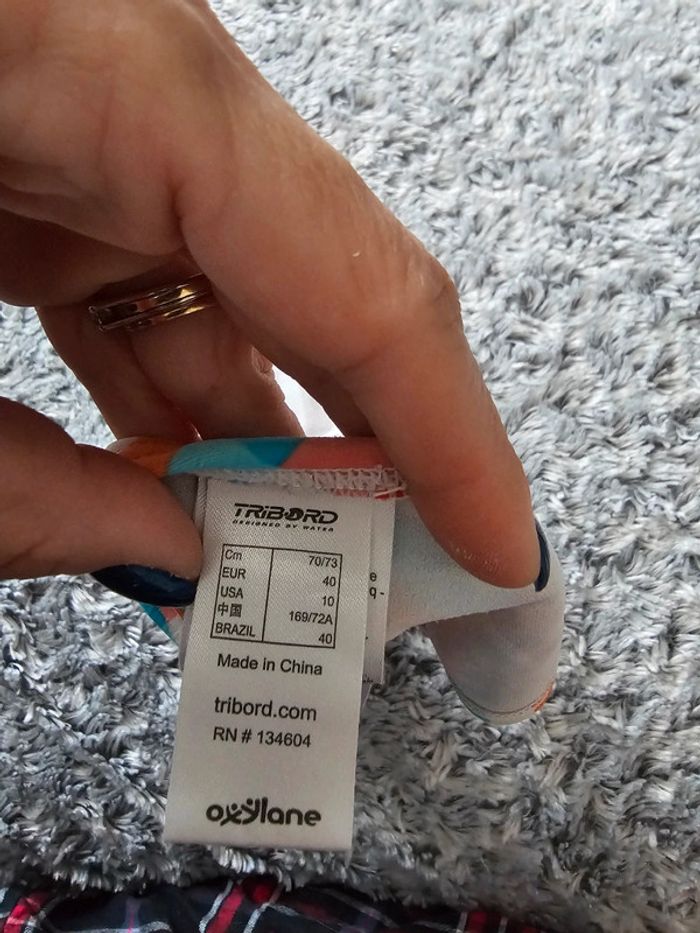 TRIBORD
DESIGNED BY WATER
Cm 70/73
EUR 40
USA 10
中国 169/72A
BRAZIL 40
Made in China
tribord.com
RN # 134604
oxylane